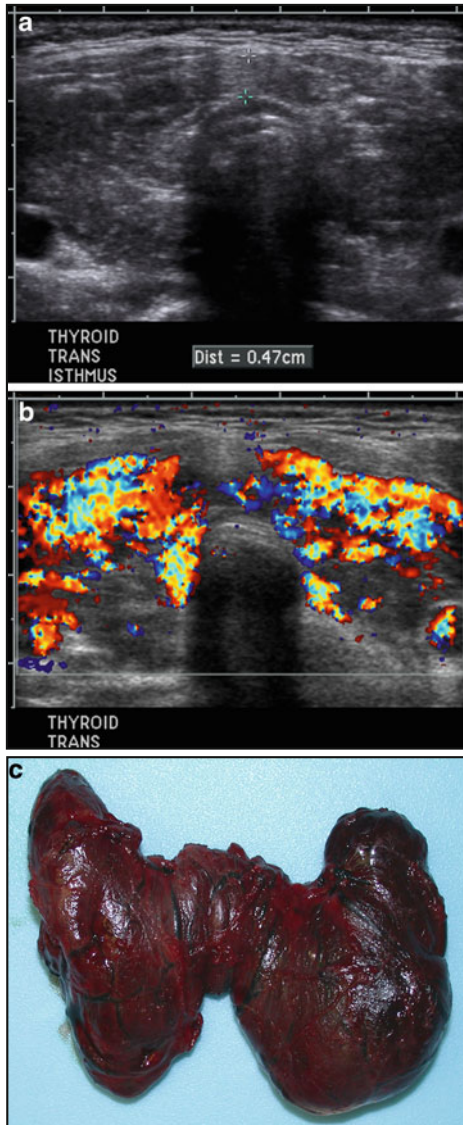 a
THYROID
TRANS
ISTHMUS
Dist = 0.47cm
b
THYROID
TRANS
c